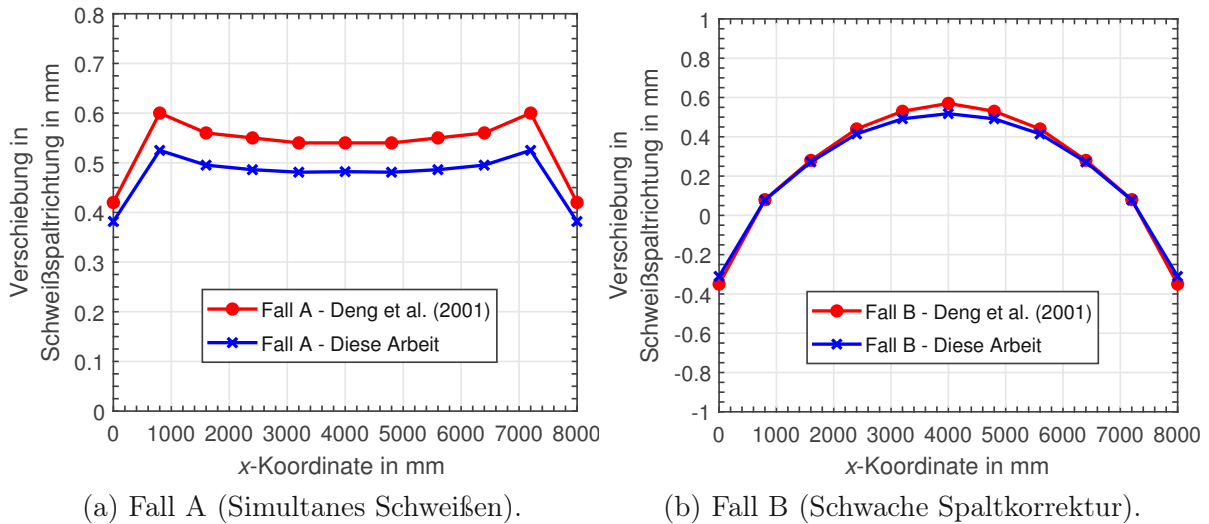 0.8
0.7
0.6
0.5
0.4
0.3
0.2
0.1
0
Verschiebung in
Schweißspaltrichtung in mm
Fall A - Deng et al. (2001)
Fall A - Diese Arbeit
0 1000 2000 3000 4000 5000 6000 7000 8000
x-Koordinate in mm
(a) Fall A (Simultanes Schweißen).
1
0.8
0.6
0.4
0.2
0
-0.2
-0.4
-0.6
-0.8
-1
Verschiebung in
Schweißspaltrichtung in mm
Fall B - Deng et al. (2001)
Fall B - Diese Arbeit
0 1000 2000 3000 4000 5000 6000 7000 8000
x-Koordinate in mm
(b) Fall B (Schwache Spaltkorrektur).